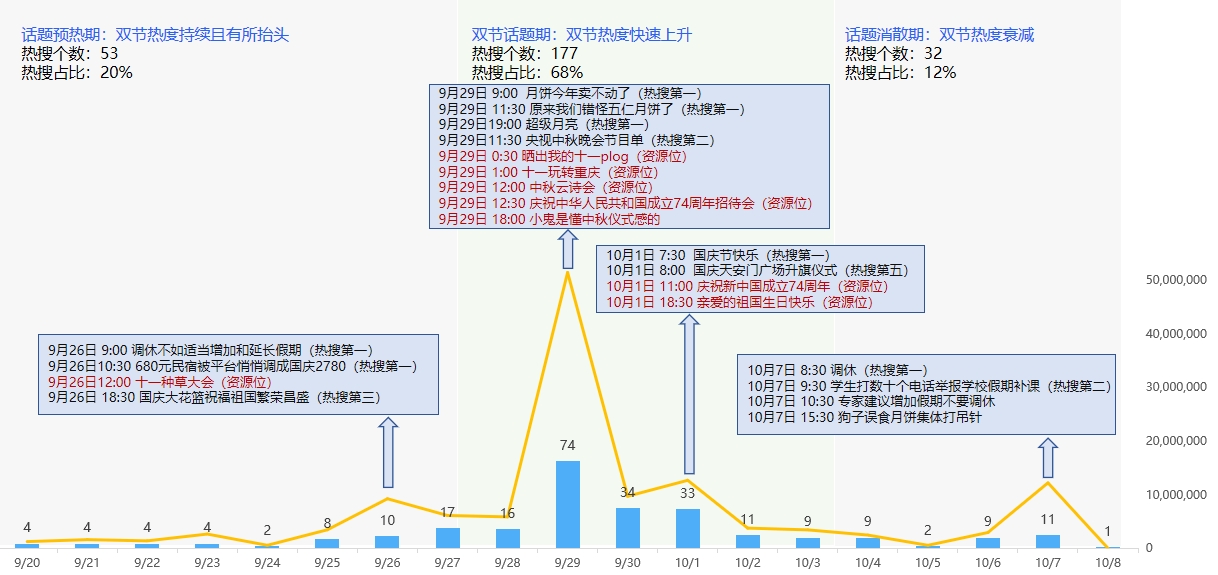 话题预热期：双节热度持续且有所抬头
热搜个数：53
热搜占比：20%
双节话题期：双节热度快速上升
热搜个数：177
热搜占比：68%
话题消散期：双节热度衰减
热搜个数：32
热搜占比：12%
9月29日 9:00 月饼今年卖不动了（热搜第一）
9月29日 11:30 原来我们错怪五仁月饼了（热搜第一）
9月29日19:00 超级月亮（热搜第一）
9月29日11:30 央视中秋晚会节目单（热搜第二）
9月29日 0:30 晒出我的十一plog（资源位）
9月29日 1:00 十一玩转重庆（资源位）
9月29日 12:00 中秋云诗会（资源位）
9月29日 12:30 庆祝中华人民共和国成立74周年招待会（资源位）
9月29日 18:00 小鬼是懂中秋仪式感的
10月1日 7:30 国庆节快乐（热搜第一）
10月1日 8:00 国庆天安门广场升旗仪式（热搜第五）
10月1日 11:00 庆祝新中国成立74周年（资源位）
10月1日 18:30 亲爱的祖国生日快乐（资源位）
9月26日 9:00 调休不如适当增加和延长假期（热搜第一）
9月26日10:30 680元民宿被平台悄悄调成国庆2780（热搜第一）
9月26日12:00 十一种草大会（资源位）
9月26日 18:30 国庆大花篮祝福祖国繁荣昌盛（热搜第三）
10月7日 8:30 调休（热搜第一）
10月7日 9:30 学生打数十个电话举报学校假期补课（热搜第二）
10月7日 10:30 专家建议增加假期不要调休
10月7日 15:30 狗子误食月饼集体打吊针
50,000,000
40,000,000
30,000,000
20,000,000
10,000,000
0
4 4 4 4 2 8 10 17 16 74 34 33 11 9 9 2 9 11 1
9/20 9/21 9/22 9/23 9/24 9/25 9/26 9/27 9/28 9/29 9/30 10/1 10/2 10/3 10/4 10/5 10/6 10/7 10/8